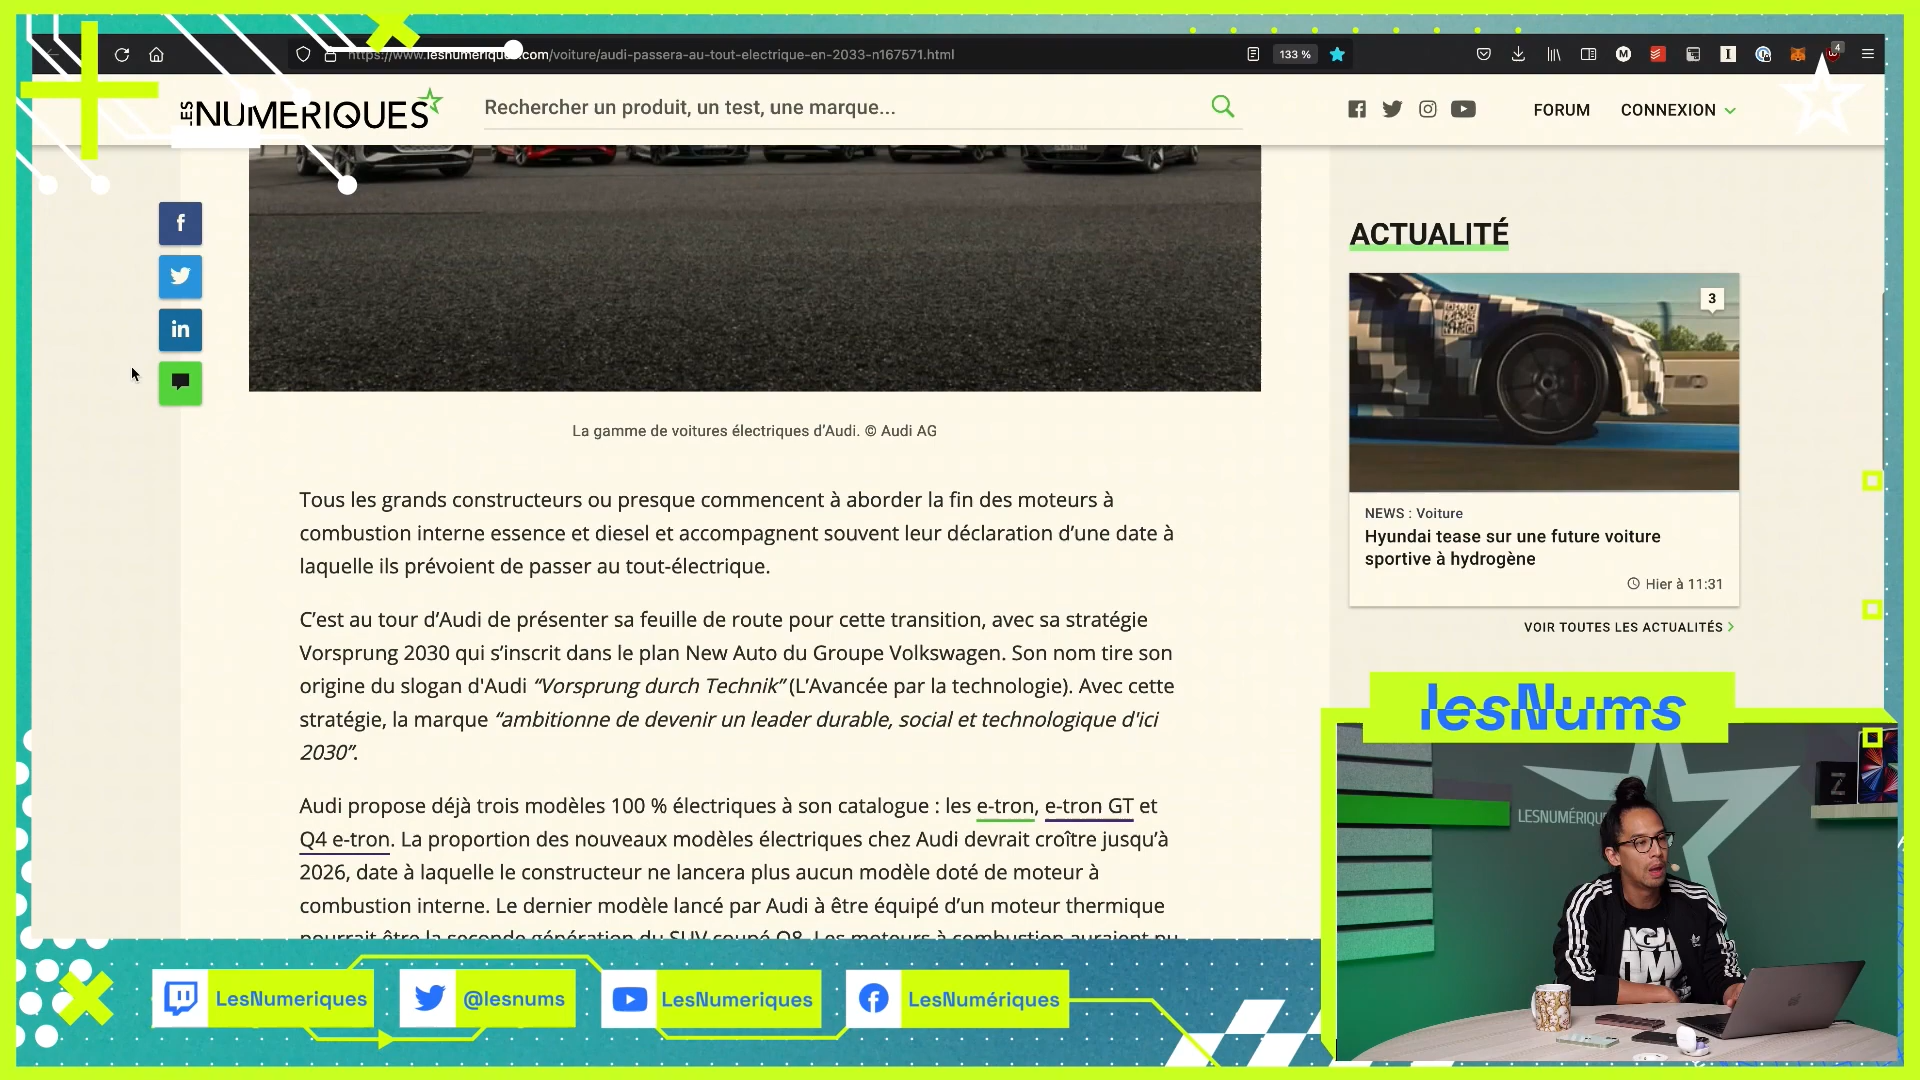 https://www.lesnumeriques.com/voiture/audi-passera-au-tout-electrique-en-2033-n167571.html
133 %
4
LES NUMERIQUES
Rechercher un produit, un test, une marque...
FORUM
CONNEXION
La gamme de voitures électriques d’Audi. © Audi AG
Tous les grands constructeurs ou presque commencent à aborder la fin des moteurs à
combustion interne essence et diesel et accompagnent souvent leur déclaration d’une date à
laquelle ils prévoient de passer au tout-électrique.
C’est au tour d’Audi de présenter sa feuille de route pour cette transition, avec sa stratégie
Vorsprung 2030 qui s’inscrit dans le plan New Auto du Groupe Volkswagen. Son nom tire son
origine du slogan d'Audi “Vorsprung durch Technik” (L’Avancée par la technologie). Avec cette
stratégie, la marque “ambitionne de devenir un leader durable, social et technologique d'ici
2030”.
Audi propose déjà trois modèles 100 % électriques à son catalogue : les e-tron, e-tron GT et
Q4 e-tron. La proportion des nouveaux modèles électriques chez Audi devrait croître jusqu’à
2026, date à laquelle le constructeur ne lancera plus aucun modèle doté de moteur à
combustion interne. Le dernier modèle lancé par Audi à être équipé d’un moteur thermique
pourrait être la seconde génération du SUV coupé Q8. Les moteurs à combustion auraient pu
ACTUALITÉ
3
NEWS : Voiture
Hyundai tease sur une future voiture
sportive à hydrogène
Hier à 11:31
VOIR TOUTES LES ACTUALITÉS
lesNums
LESNUMÉRIQU
LesNumeriques
@lesnums
LesNumeriques
LesNumériques